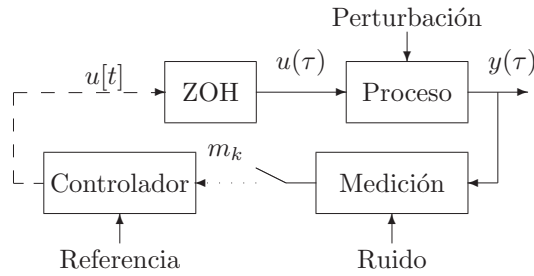 Perturbación
u[t]
ZOH
u(τ)
Proceso
y(τ)
Controlador
m_k
Medición
Referencia
Ruido